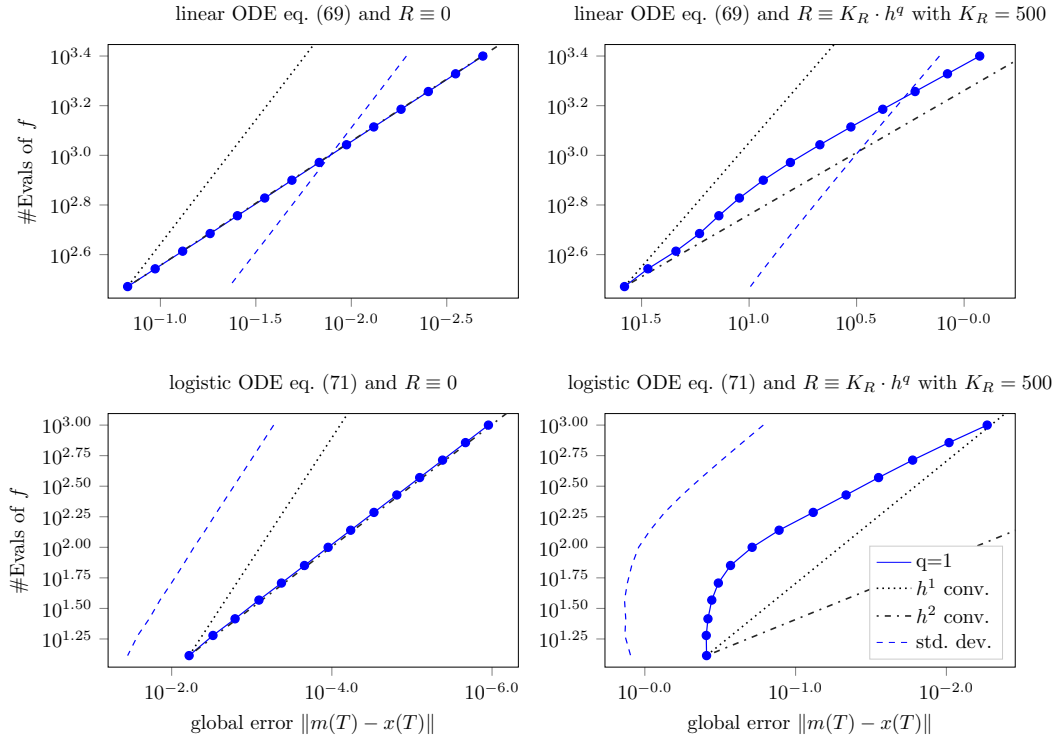 linear ODE eq. (69) and R ≡ 0
linear ODE eq. (69) and R ≡ K_R · h^q with K_R = 500
#Evals of f
10^3.4
10^3.2
10^3.0
10^2.8
10^2.6
10^-1.0 10^-1.5 10^-2.0 10^-2.5
10^3.4
10^3.2
10^3.0
10^2.8
10^2.6
10^1.5 10^1.0 10^0.5 10^-0.0
logistic ODE eq. (71) and R ≡ 0
logistic ODE eq. (71) and R ≡ K_R · h^q with K_R = 500
#Evals of f
10^3.00
10^2.75
10^2.50
10^2.25
10^2.00
10^1.75
10^1.50
10^1.25
10^-2.0 10^-4.0 10^-6.0
global error ∥m(T) − x(T)∥
10^3.00
10^2.75
10^2.50
10^2.25
10^2.00
10^1.75
10^1.50
10^1.25
q=1
h^1 conv.
h^2 conv.
std. dev.
10^-0.0 10^-1.0 10^-2.0
global error ∥m(T) − x(T)∥